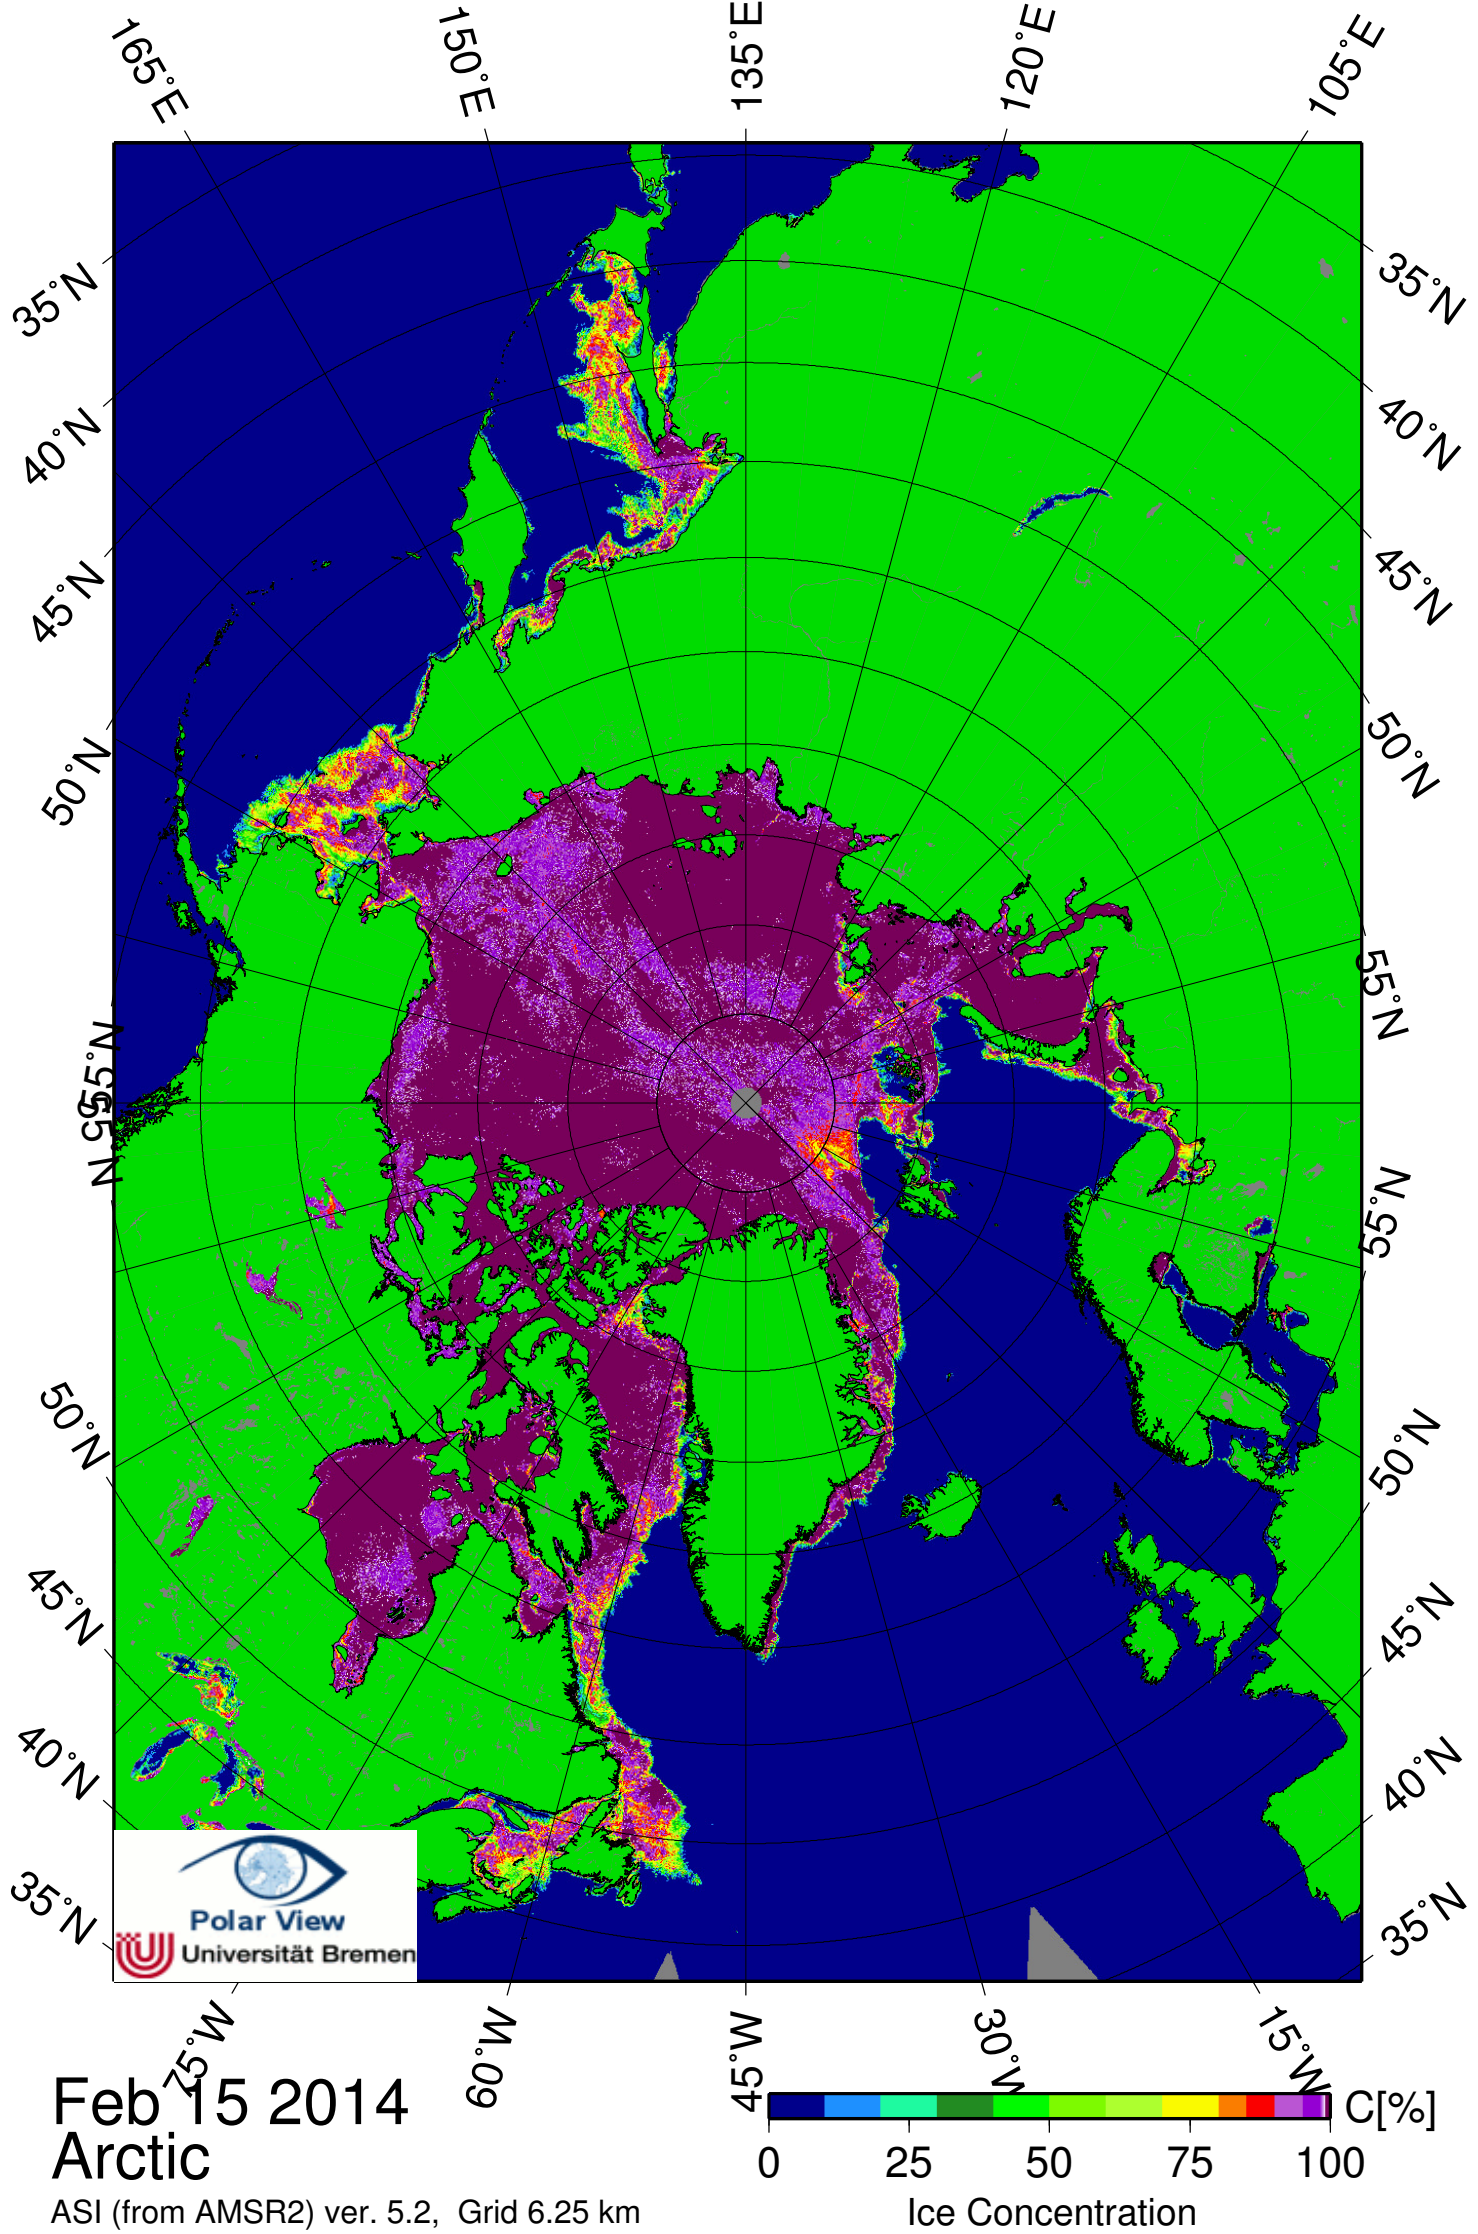 165°E 150°E 135°E 120°E 105°E
35°N 35°N
40°N 40°N
45°N 45°N
50°N 50°N
55°N 55°N
55°N 55°N
50°N 50°N
45°N 45°N
40°N 40°N
35°N 35°N
Polar View
Universität Bremen
75°W 60°W 45°W 30°W 15°W
Feb 15 2014
Arctic
ASI (from AMSR2) ver. 5.2, Grid 6.25 km
C[%]
0 25 50 75 100
Ice Concentration